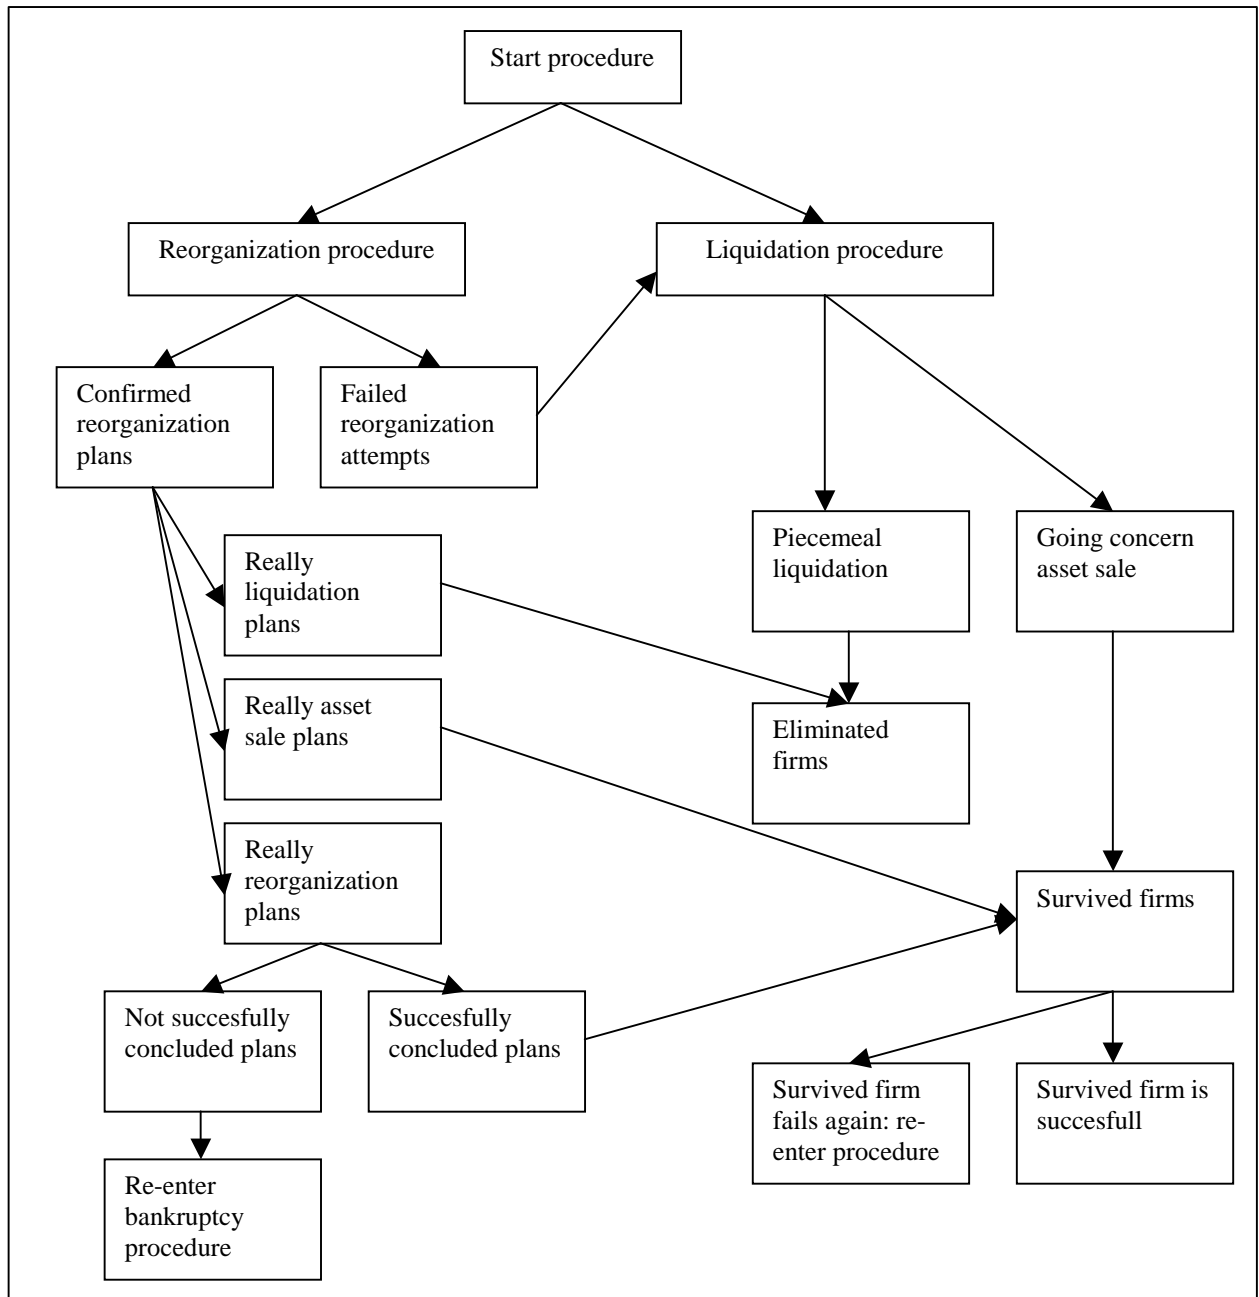 Start procedure
Reorganization procedure
Liquidation procedure
Confirmed
reorganization
plans
Failed
reorganization
attempts
Really
liquidation
plans
Piecemeal
liquidation
Going concern
asset sale
Really asset
sale plans
Eliminated
firms
Really
reorganization
plans
Survived firms
Not succesfully
concluded plans
Succesfully
concluded plans
Survived firm
fails again: re-
enter procedure
Survived firm is
succesfull
Re-enter
bankruptcy
procedure